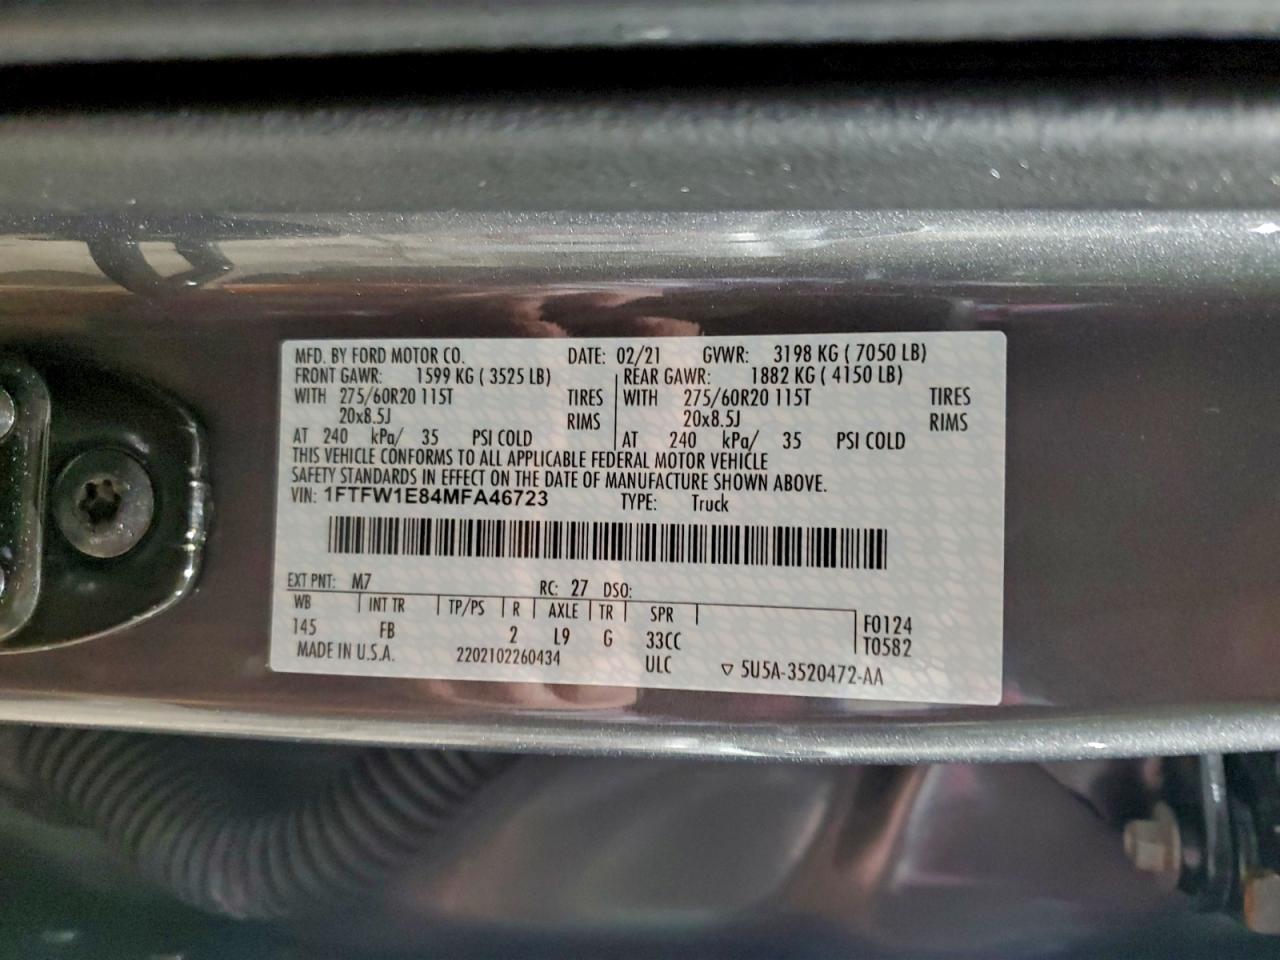 MFD. BY FORD MOTOR CO. DATE: 02/21 GVWR: 3198 KG ( 7050 LB)
FRONT GAWR: 1599 KG ( 3525 LB) REAR GAWR: 1882 KG ( 4150 LB)
WITH 275/60R20 115T TIRES WITH 275/60R20 115T TIRES
20x8.5J RIMS 20x8.5J RIMS
AT 240 kPa/ 35 PSI COLD AT 240 kPa/ 35 PSI COLD
THIS VEHICLE CONFORMS TO ALL APPLICABLE FEDERAL MOTOR VEHICLE
SAFETY STANDARDS IN EFFECT ON THE DATE OF MANUFACTURE SHOWN ABOVE.
VIN: 1FTFW1E84MFA46723 TYPE: Truck
EXT PNT: M7 RC: 27 DSO:
WB INT TR TP/PS R AXLE TR SPR F0124
145 FB 2 L9 G 33CC T0582
MADE IN U.S.A. 2202102260434 ULC ▽ 5U5A-3520472-AA